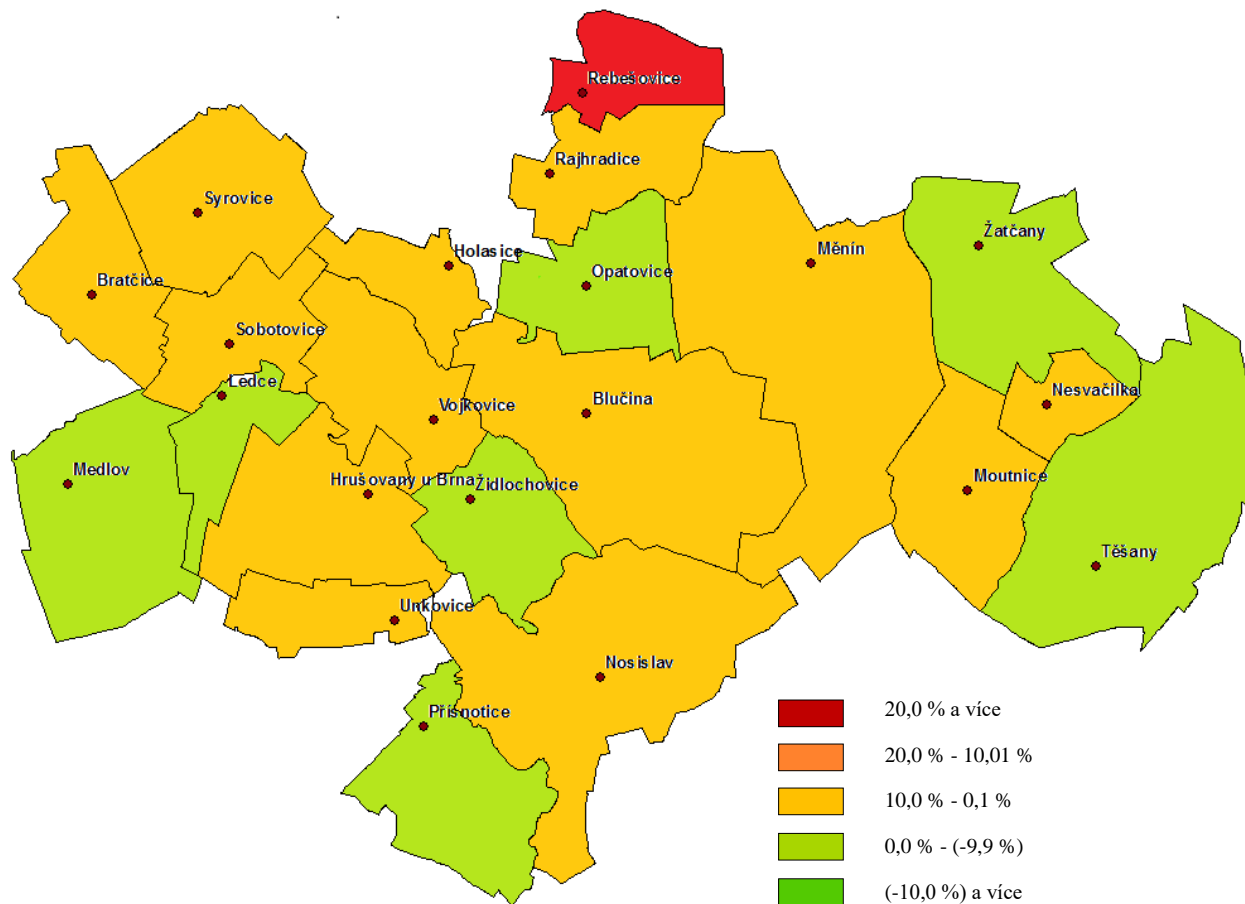 Rebešovice
Rajhradice
Syrovice
Žatčany
Holasice
Měnín
Bratčice
Opatovice
Sobotovice
Ledce
Nesvačilka
Vojkovice
Blučina
Medlov
Hrušovany u Brna
Židlochovice
Moutnice
Těšany
Unkovice
Nosislav
Přísnotice
20,0 % a více
20,0 % - 10,01 %
10,0 % - 0,1 %
0,0 % - (-9,9 %)
(-10,0 %) a více